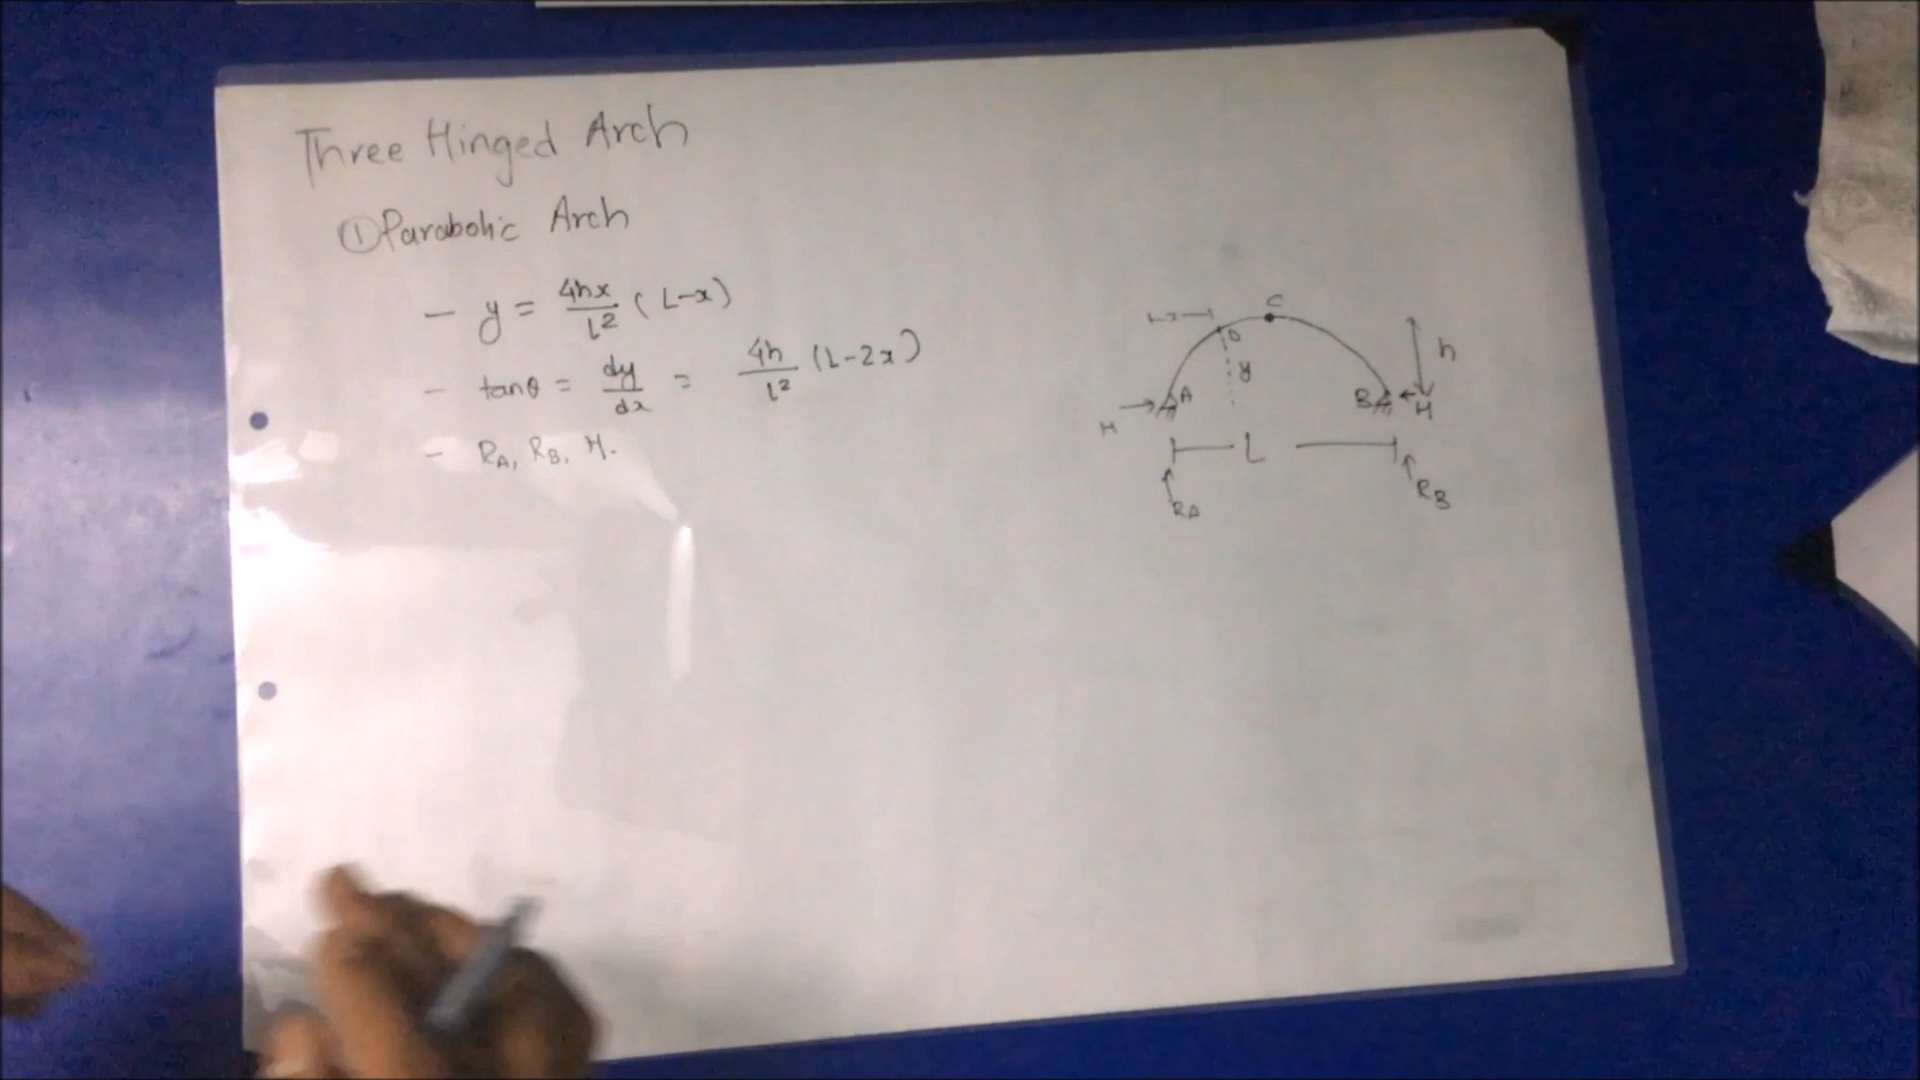 Three Hinged Arch
① Parabolic Arch
- y = 4hx/l² (L-x)
- tanθ = dy/dx = 4h/l² (L-2x)
- RA, RB, H.
C
x
D
h
y
A
B
H
H
L
RA
RB